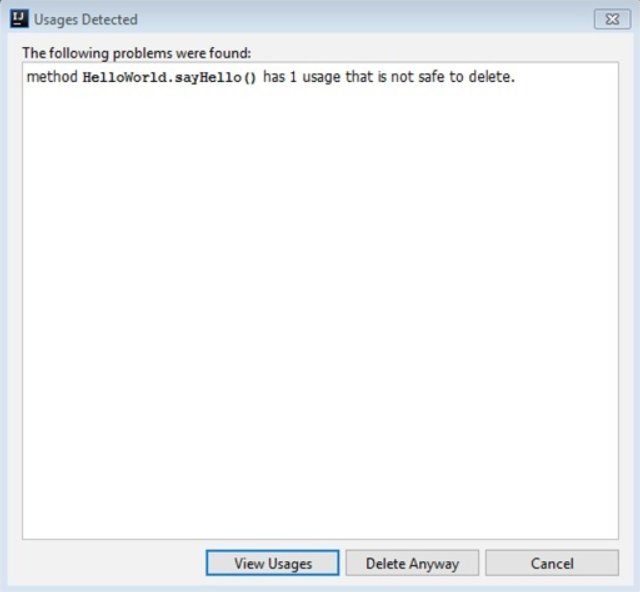 Usages Detected
The following problems were found:
method HelloWorld.sayHello() has 1 usage that is not safe to delete.
View Usages Delete Anyway Cancel